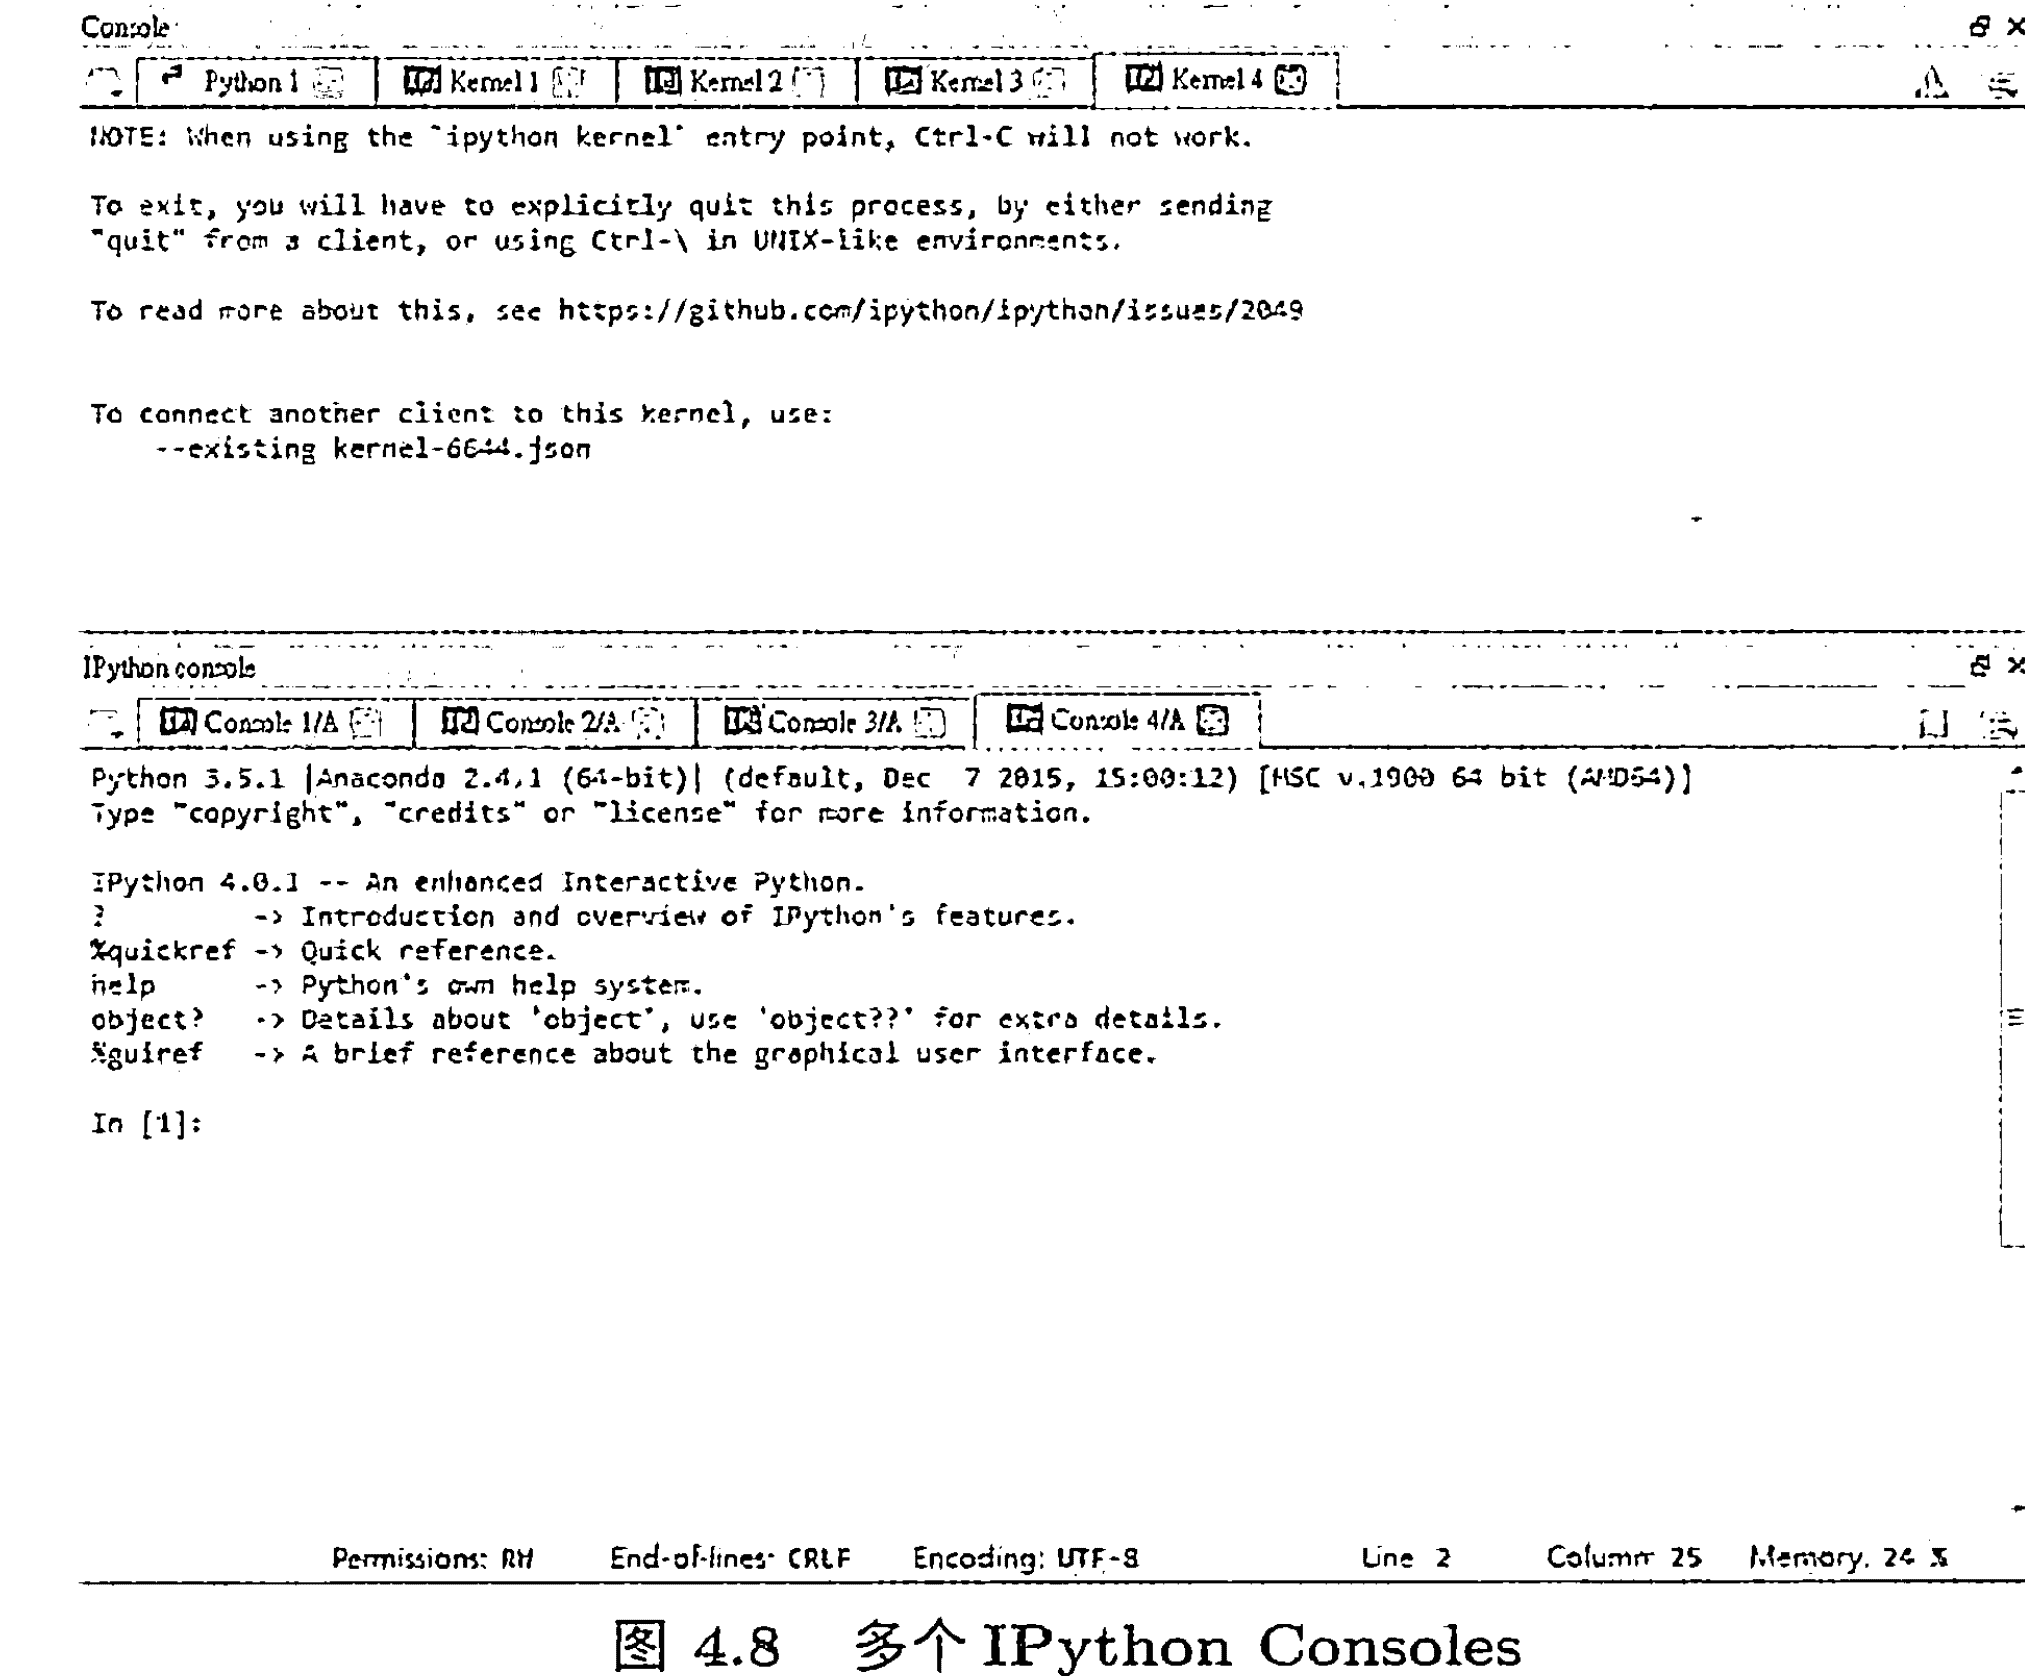 Console
Python 1 Kernel 1 Kernel 2 Kernel 3 Kernel 4
NOTE: When using the `ipython kernel` entry point, Ctrl-C will not work.
To exit, you will have to explicitly quit this process, by either sending
"quit" from a client, or using Ctrl-\ in UNIX-like environments.
To read more about this, see https://github.com/ipython/ipython/issues/2049
To connect another client to this kernel, use:
--existing kernel-6644.json
IPython console
Console 1/A Console 2/A Console 3/A Console 4/A
Python 3.5.1 |Anaconda 2.4.1 (64-bit)| (default, Dec  7 2015, 15:00:12) [MSC v.1900 64 bit (AMD64)]
Type "copyright", "credits" or "license" for more information.
IPython 4.0.1 -- An enhanced Interactive Python.
?         -> Introduction and overview of IPython's features.
%quickref -> Quick reference.
help      -> Python's own help system.
object?   -> Details about 'object', use 'object??' for extra details.
%guiref   -> A brief reference about the graphical user interface.
In [1]:
Permissions: RW End-of-lines: CRLF Encoding: UTF-8 Line 2 Column 25 Memory: 24 %
图 4.8 多个 IPython Consoles